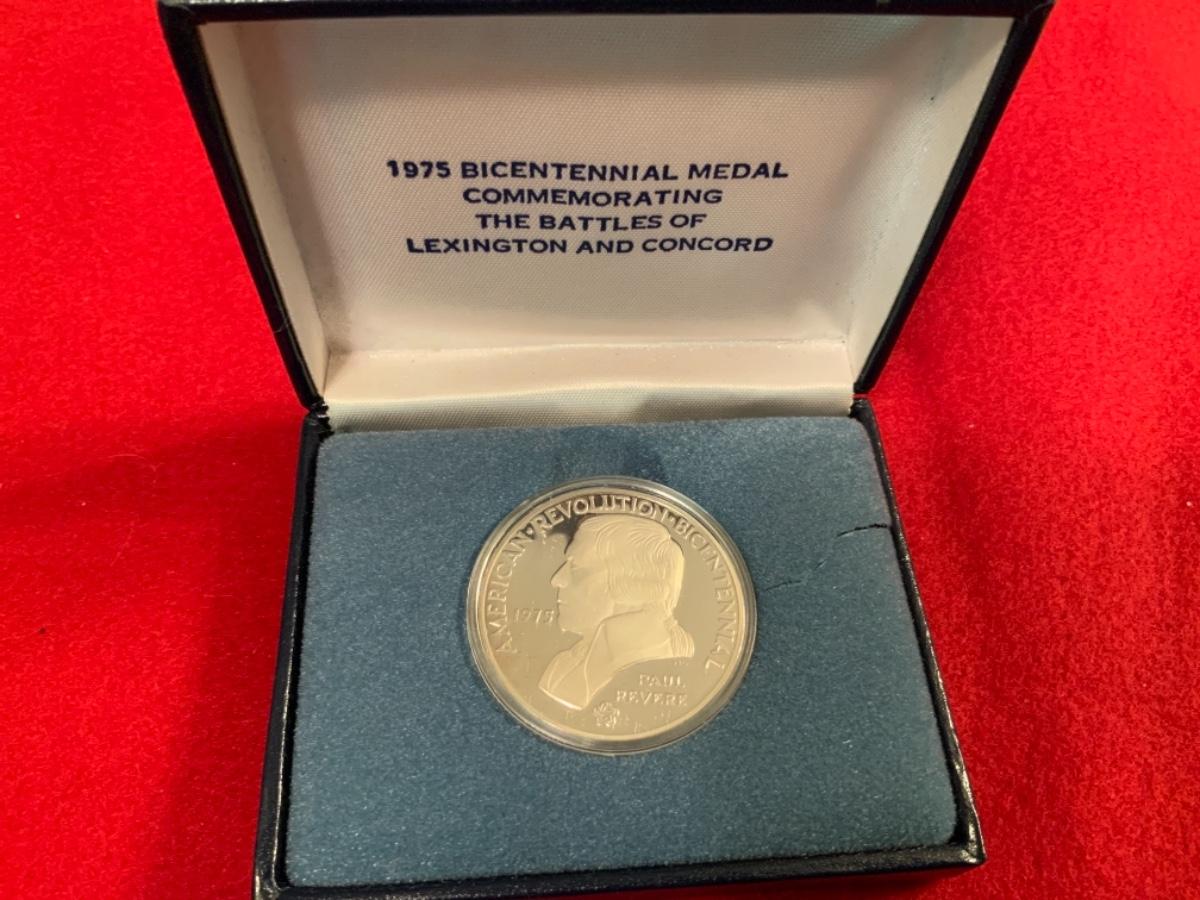 1975 BICENTENNIAL MEDAL
COMMEMORATING
THE BATTLES OF
LEXINGTON AND CONCORD
AMERICAN·REVOLUTION·BICENTENNIAL
1975
PAUL
REVERE